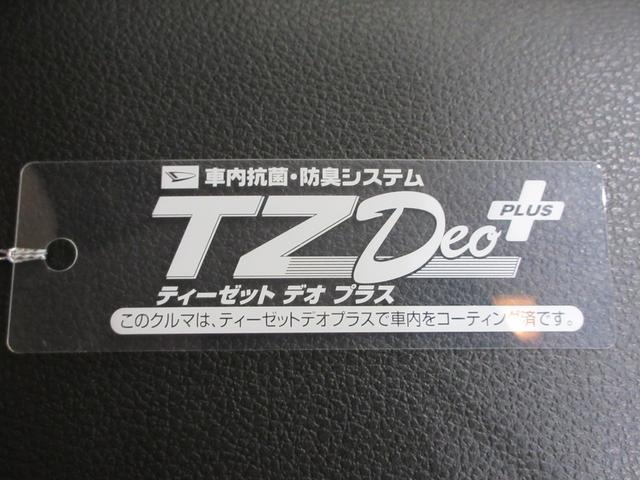 車内抗菌・防臭システム
TZ Deo PLUS
ティーゼット デオ プラス
このクルマは、ティーゼットデオプラスで車内をコーティング済です。